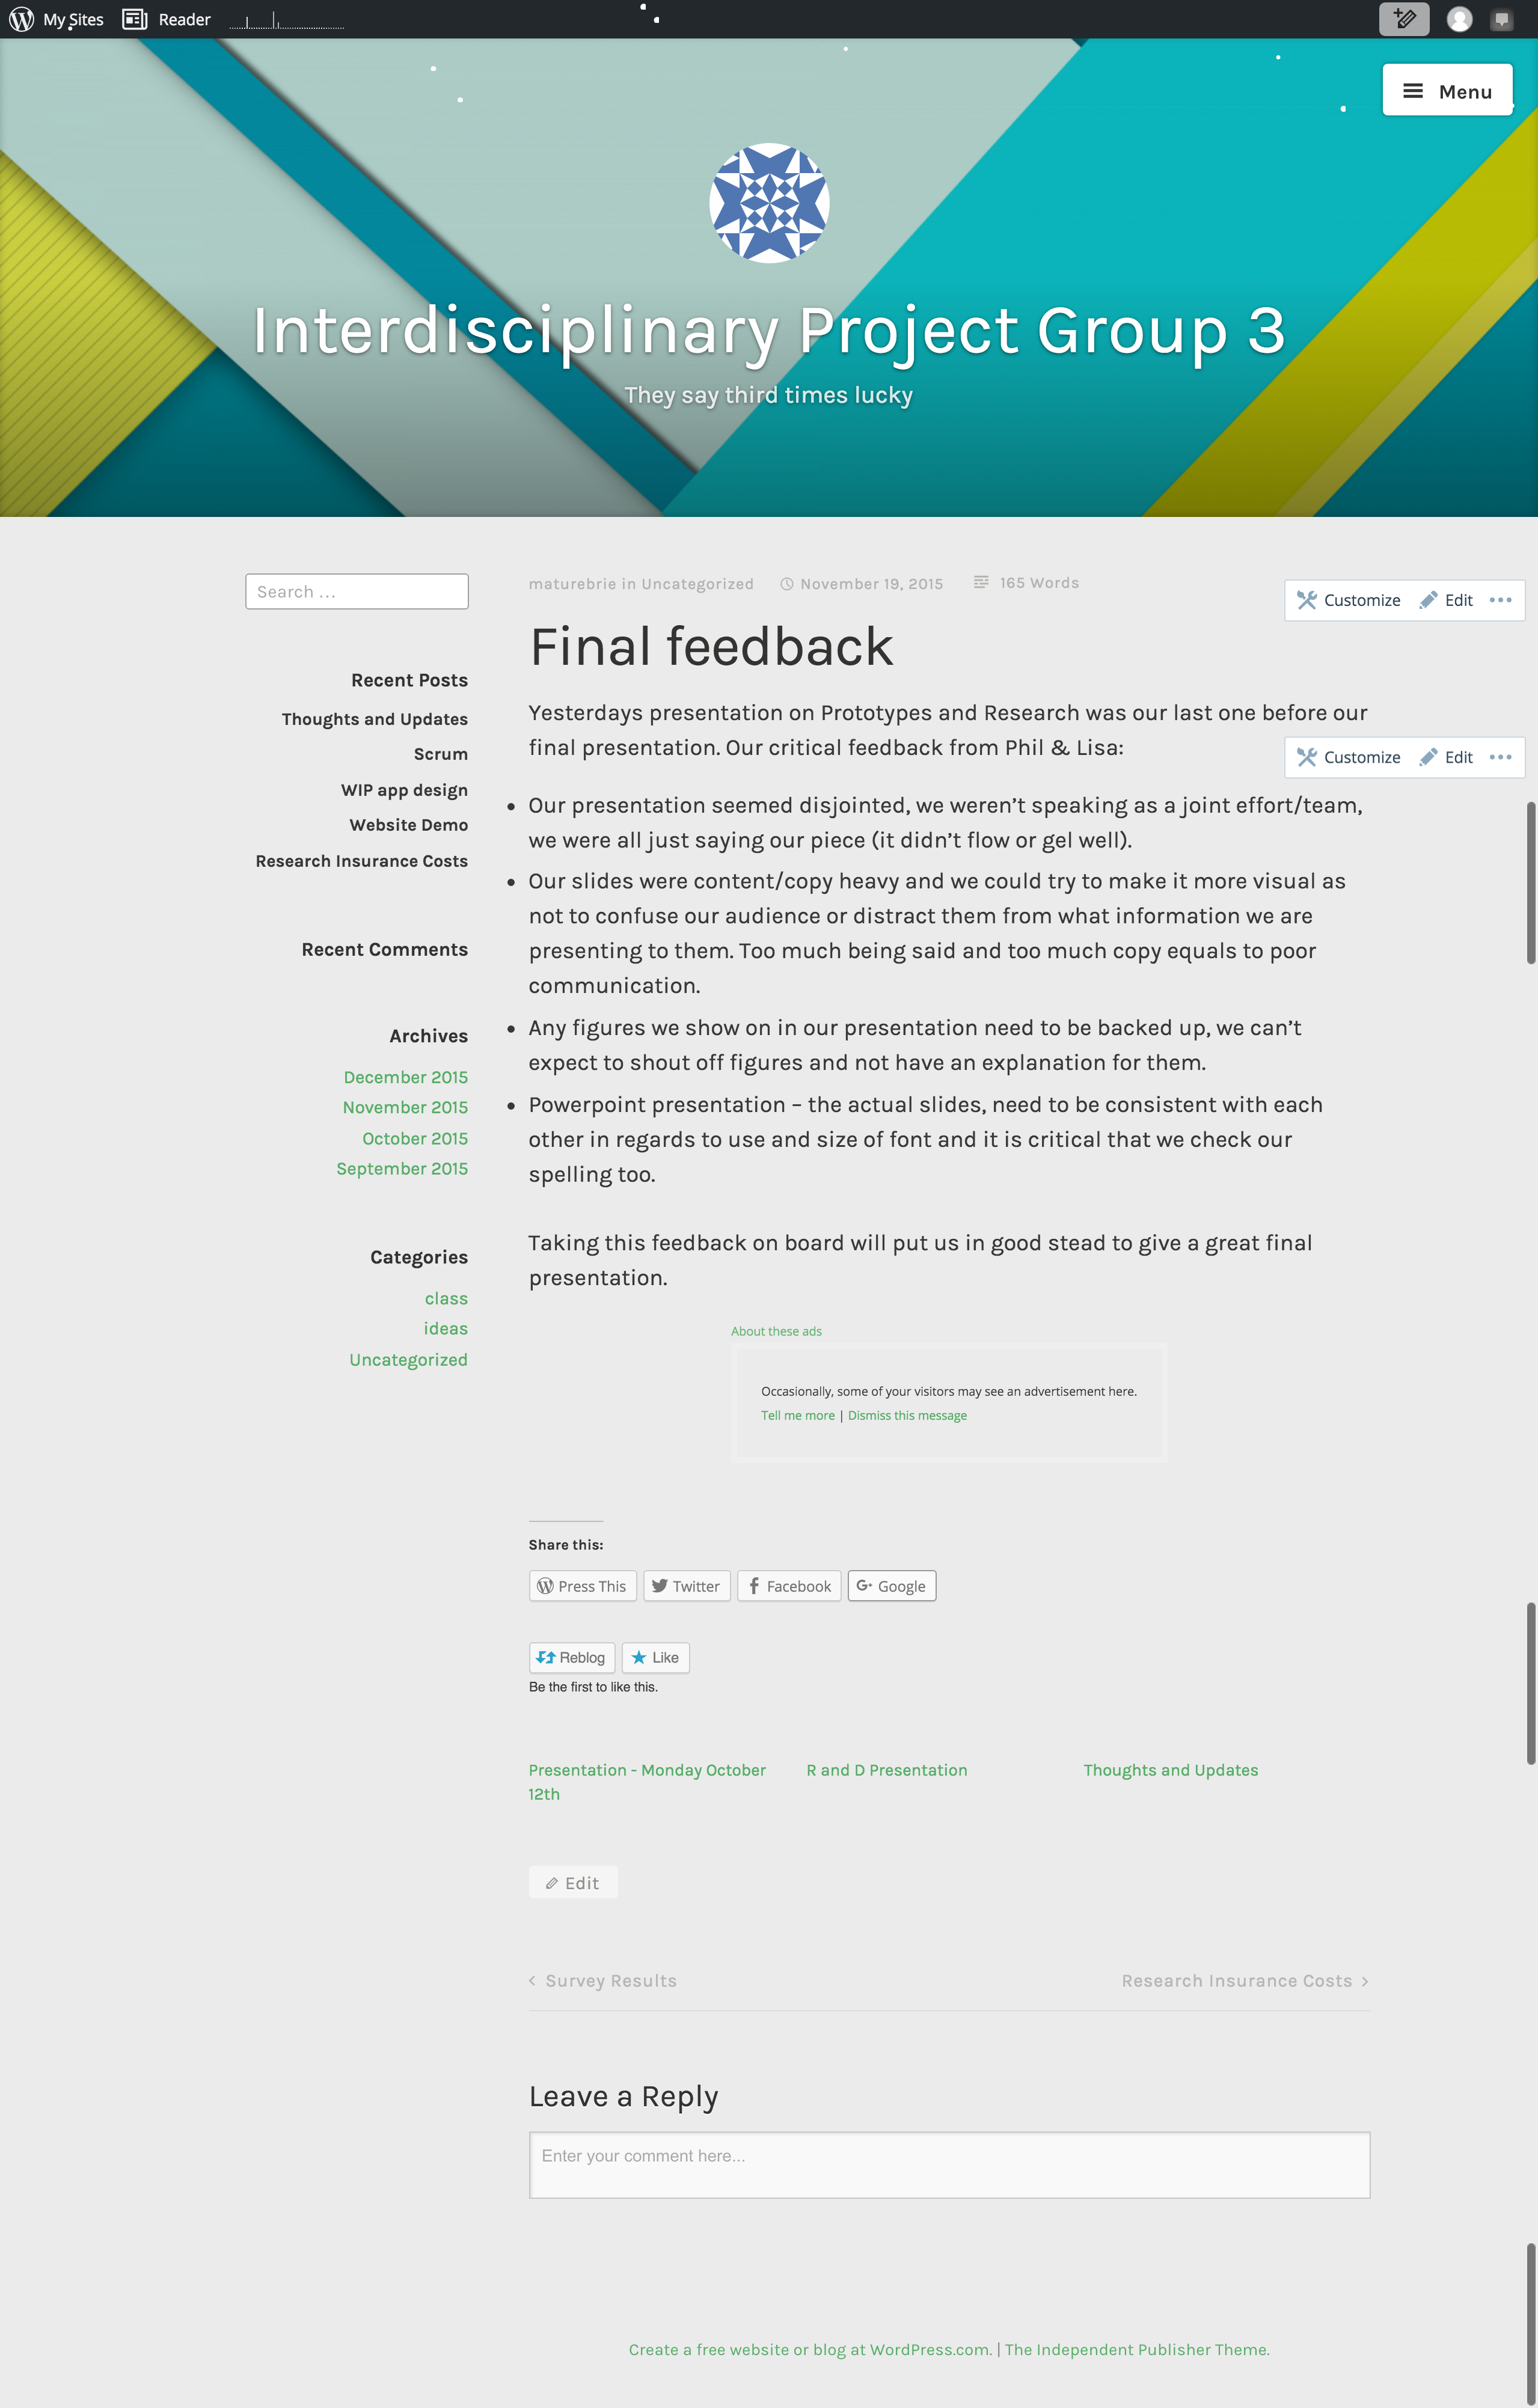 My Sites
Reader
Menu
Interdisciplinary Project Group 3
They say third times lucky
Search ...
Recent Posts
Thoughts and Updates
Scrum
WIP app design
Website Demo
Research Insurance Costs
Recent Comments
Archives
December 2015
November 2015
October 2015
September 2015
Categories
class
ideas
Uncategorized
maturebrie in Uncategorized November 19, 2015 165 Words
Customize Edit
Final feedback
Yesterdays presentation on Prototypes and Research was our last one before our
final presentation. Our critical feedback from Phil & Lisa:
Customize Edit
• Our presentation seemed disjointed, we weren’t speaking as a joint effort/team,
we were all just saying our piece (it didn’t flow or gel well).
• Our slides were content/copy heavy and we could try to make it more visual as
not to confuse our audience or distract them from what information we are
presenting to them. Too much being said and too much copy equals to poor
communication.
• Any figures we show on in our presentation need to be backed up, we can’t
expect to shout off figures and not have an explanation for them.
• Powerpoint presentation – the actual slides, need to be consistent with each
other in regards to use and size of font and it is critical that we check our
spelling too.
Taking this feedback on board will put us in good stead to give a great final
presentation.
About these ads
Occasionally, some of your visitors may see an advertisement here.
Tell me more | Dismiss this message
Share this:
Press This Twitter Facebook G+ Google
Reblog Like
Be the first to like this.
Presentation - Monday October
12th
R and D Presentation
Thoughts and Updates
Edit
‹ Survey Results
Research Insurance Costs ›
Leave a Reply
Enter your comment here...
Create a free website or blog at WordPress.com. | The Independent Publisher Theme.